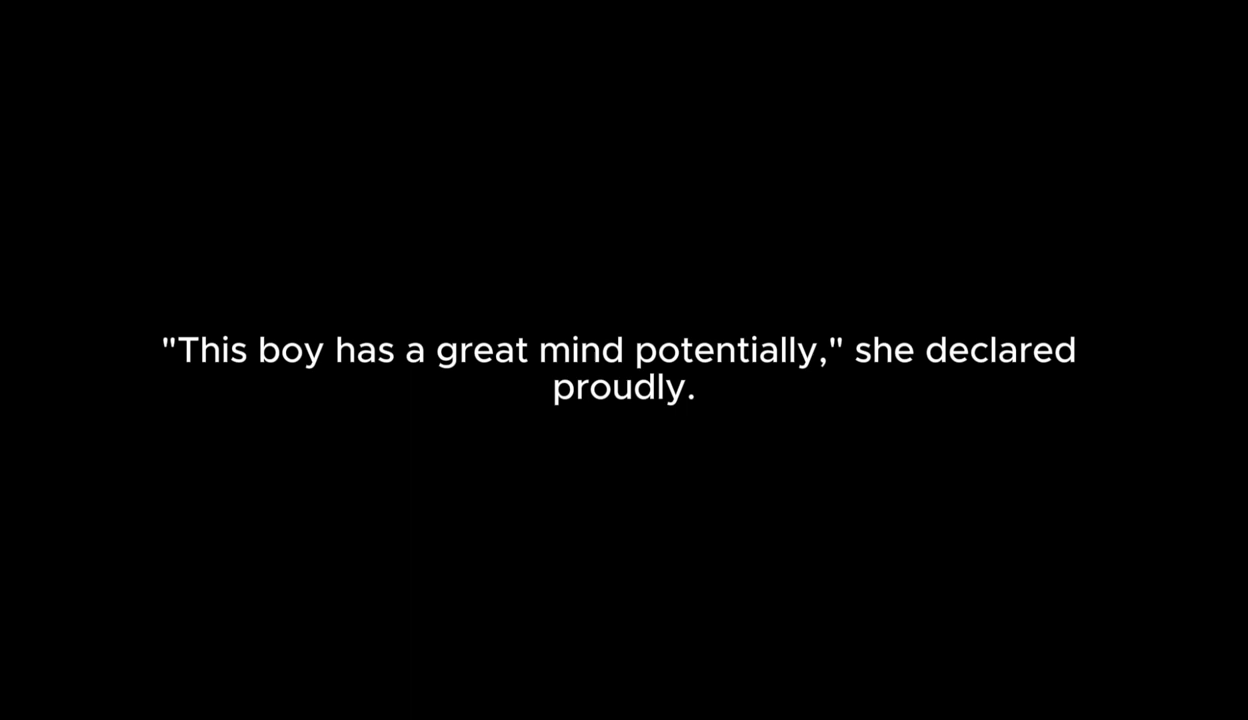 "This boy has a great mind potentially," she declared
proudly.